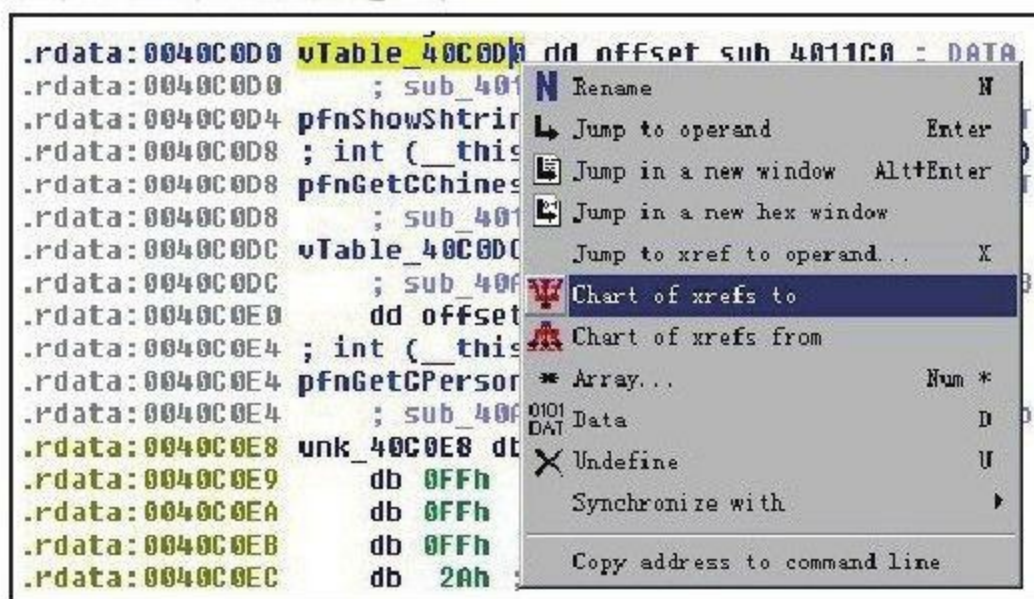 .rdata:0040C0D0 vTable_40C0D0 dd offset sub_4011C0 ; DATA
.rdata:0040C0D0 ; sub_401
.rdata:0040C0D4 pfnShowShtrin
.rdata:0040C0D8 ; int (__this
.rdata:0040C0D8 pfnGetCChines
.rdata:0040C0D8 ; sub_401
.rdata:0040C0DC vTable_40C0DC
.rdata:0040C0DC ; sub_40
.rdata:0040C0E0 dd offset
.rdata:0040C0E4 ; int (__this
.rdata:0040C0E4 pfnGetCPerson
.rdata:0040C0E4 ; sub_40
.rdata:0040C0E8 unk_40C0E8 db
.rdata:0040C0E9 db 0FFh
.rdata:0040C0EA db 0FFh
.rdata:0040C0EB db 0FFh
.rdata:0040C0EC db 2Ah ;
Rename N
Jump to operand Enter
Jump in a new window Alt+Enter
Jump in a new hex window
Jump to xref to operand... X
Chart of xrefs to
Chart of xrefs from
Array... Num *
0101 DAT Data D
Undefine U
Synchronize with
Copy address to command line